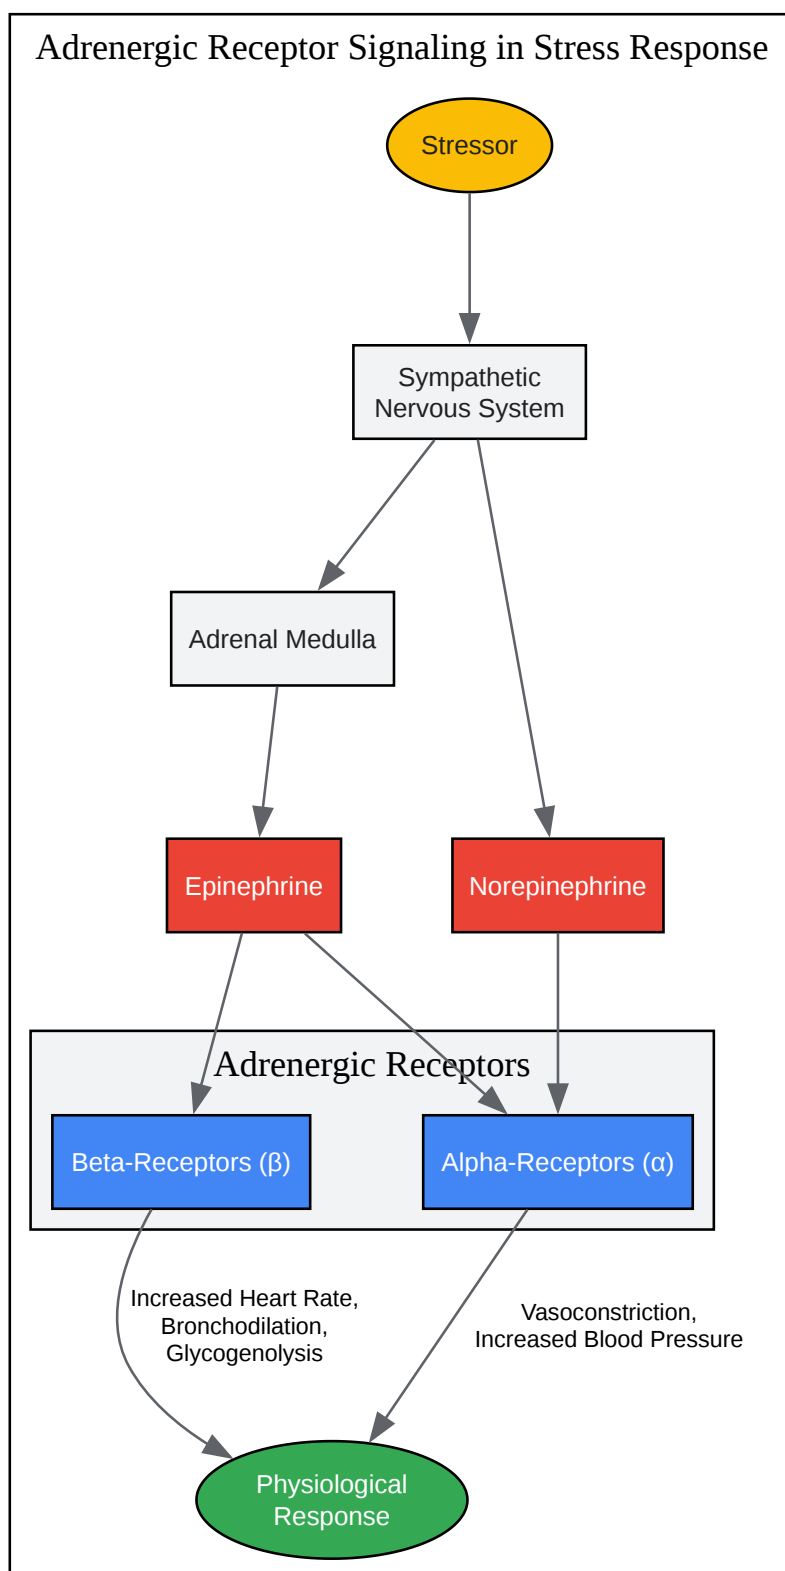 Adrenergic Receptor Signaling in Stress Response
Stressor
Sympathetic
Nervous System
Adrenal Medulla
Epinephrine
Norepinephrine
Adrenergic Receptors
Beta-Receptors (β)
Alpha-Receptors (α)
Increased Heart Rate,
Bronchodilation,
Glycogenolysis
Vasoconstriction,
Increased Blood Pressure
Physiological
Response